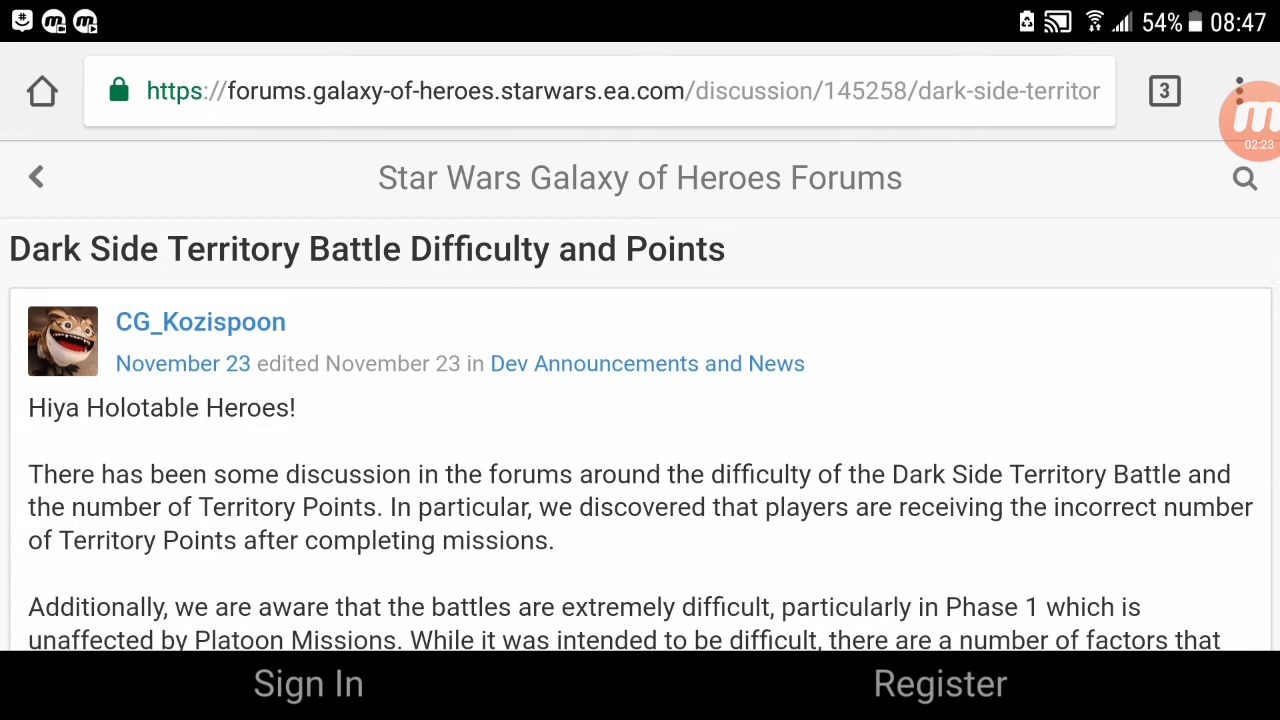 54% 08:47
https://forums.galaxy-of-heroes.starwars.ea.com/discussion/145258/dark-side-territor
3
02:23
Star Wars Galaxy of Heroes Forums
Dark Side Territory Battle Difficulty and Points
CG_Kozispoon
November 23 edited November 23 in Dev Announcements and News
Hiya Holotable Heroes!
There has been some discussion in the forums around the difficulty of the Dark Side Territory Battle and
the number of Territory Points. In particular, we discovered that players are receiving the incorrect number
of Territory Points after completing missions.
Additionally, we are aware that the battles are extremely difficult, particularly in Phase 1 which is
unaffected by Platoon Missions. While it was intended to be difficult, there are a number of factors that
Sign In Register